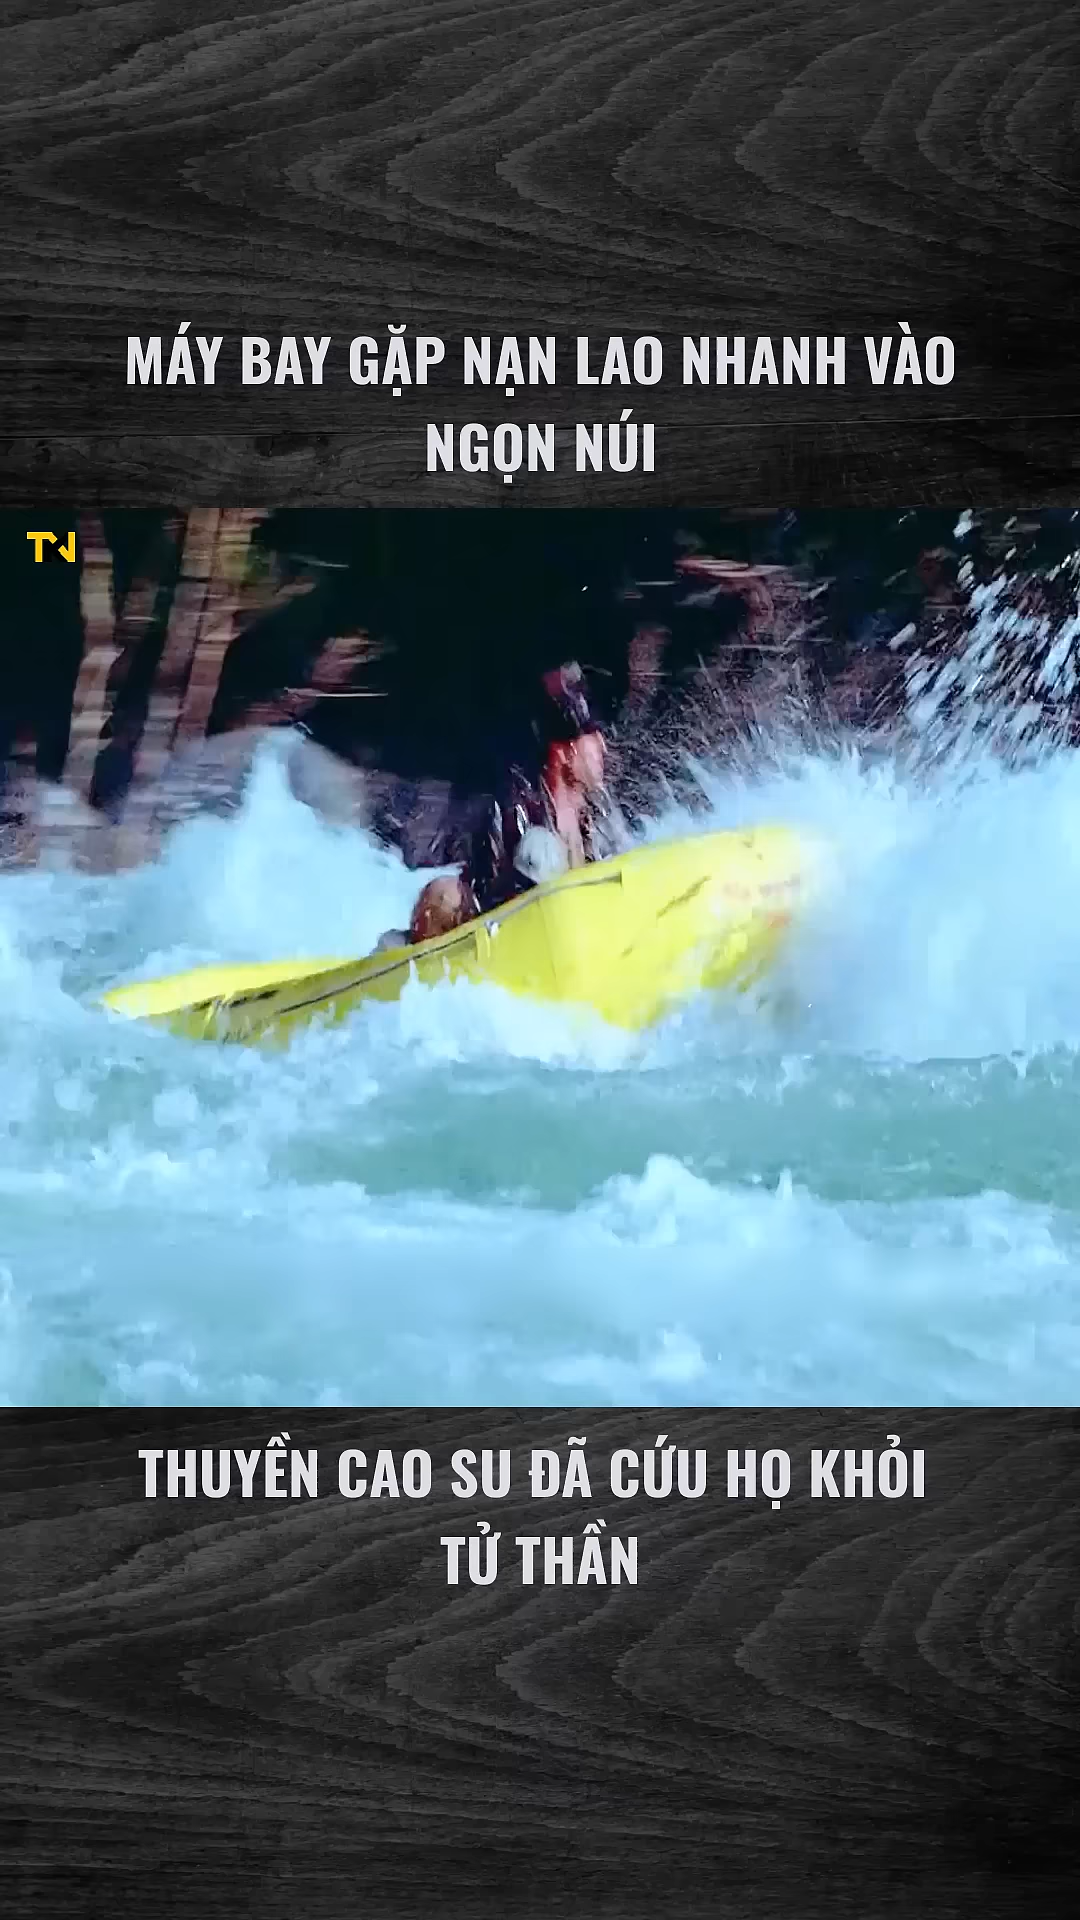 MÁY BAY GẶP NẠN LAO NHANH VÀO
NGỌN NÚI
TN
THUYỀN CAO SU ĐÃ CỨU HỌ KHỎI
TỬ THẦN